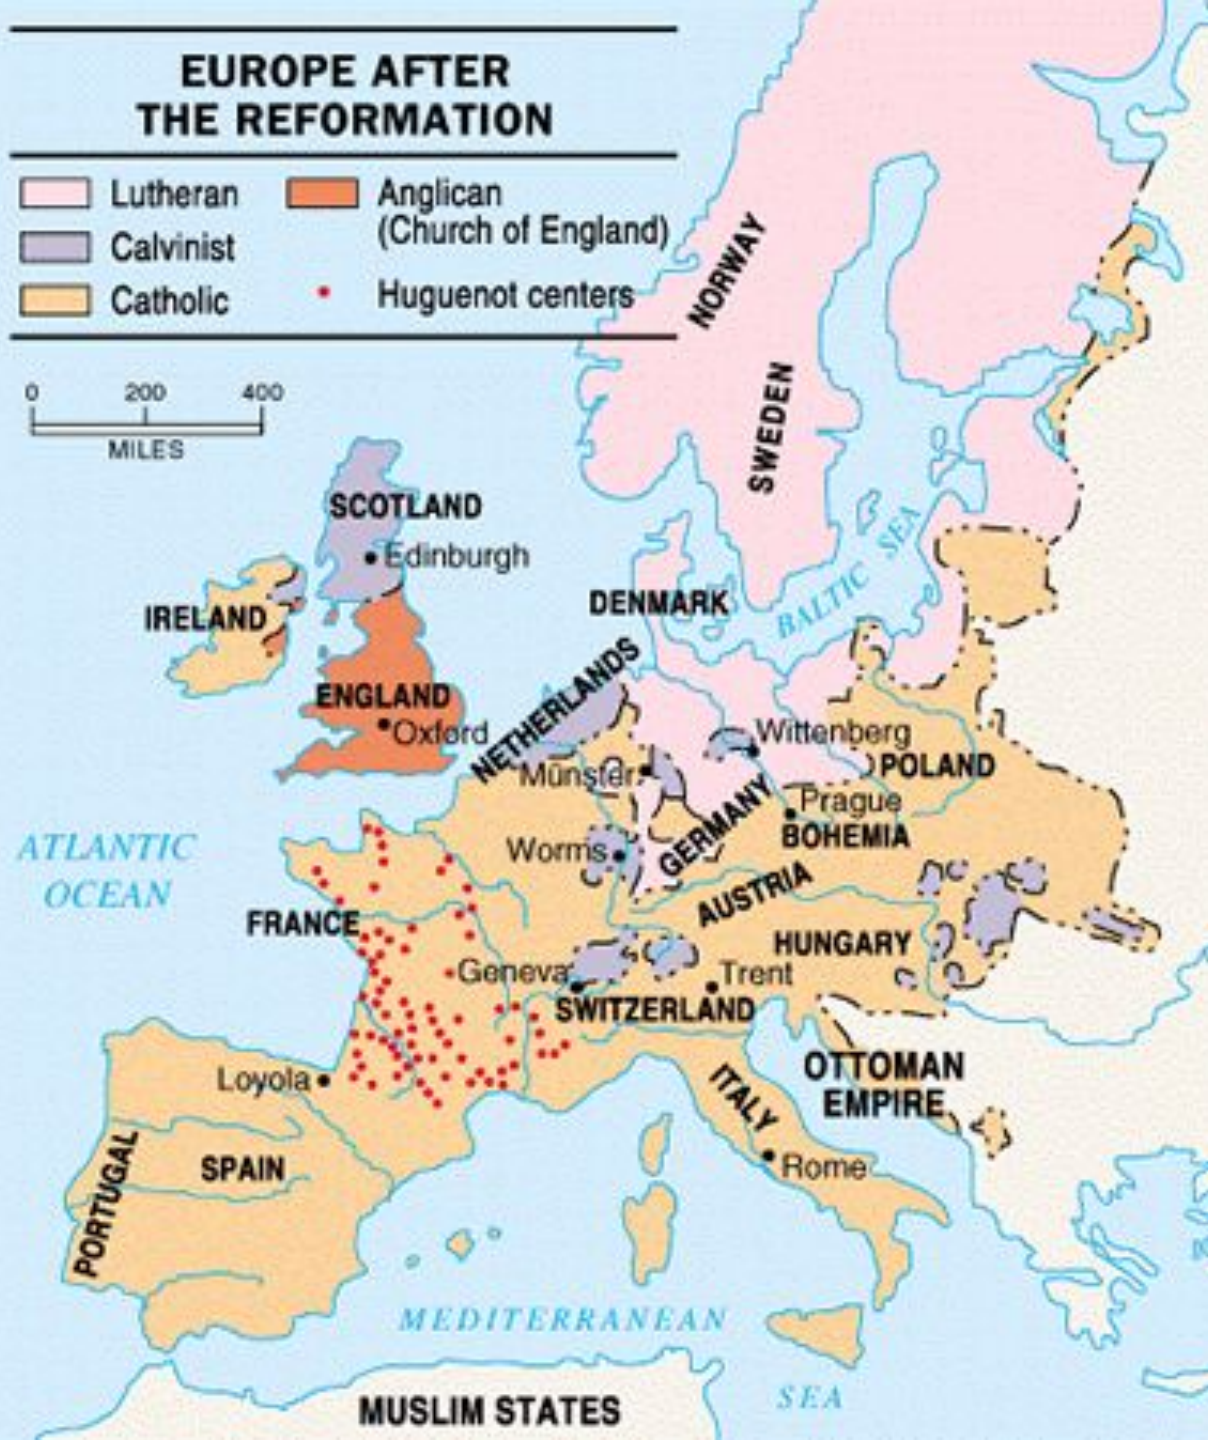 EUROPE AFTER
THE REFORMATION
Lutheran
Calvinist
Catholic
Anglican
(Church of England)
Huguenot centers
0 200 400
MILES
NORWAY
SWEDEN
SCOTLAND
Edinburgh
IRELAND
DENMARK
BALTIC SEA
ENGLAND
Oxford
NETHERLANDS
Wittenberg
Münster
POLAND
GERMANY
Prague
BOHEMIA
ATLANTIC
OCEAN
Worms
AUSTRIA
FRANCE
HUNGARY
Geneva
Trent
SWITZERLAND
OTTOMAN
EMPIRE
Loyola
ITALY
PORTUGAL
SPAIN
Rome
MEDITERRANEAN
SEA
MUSLIM STATES